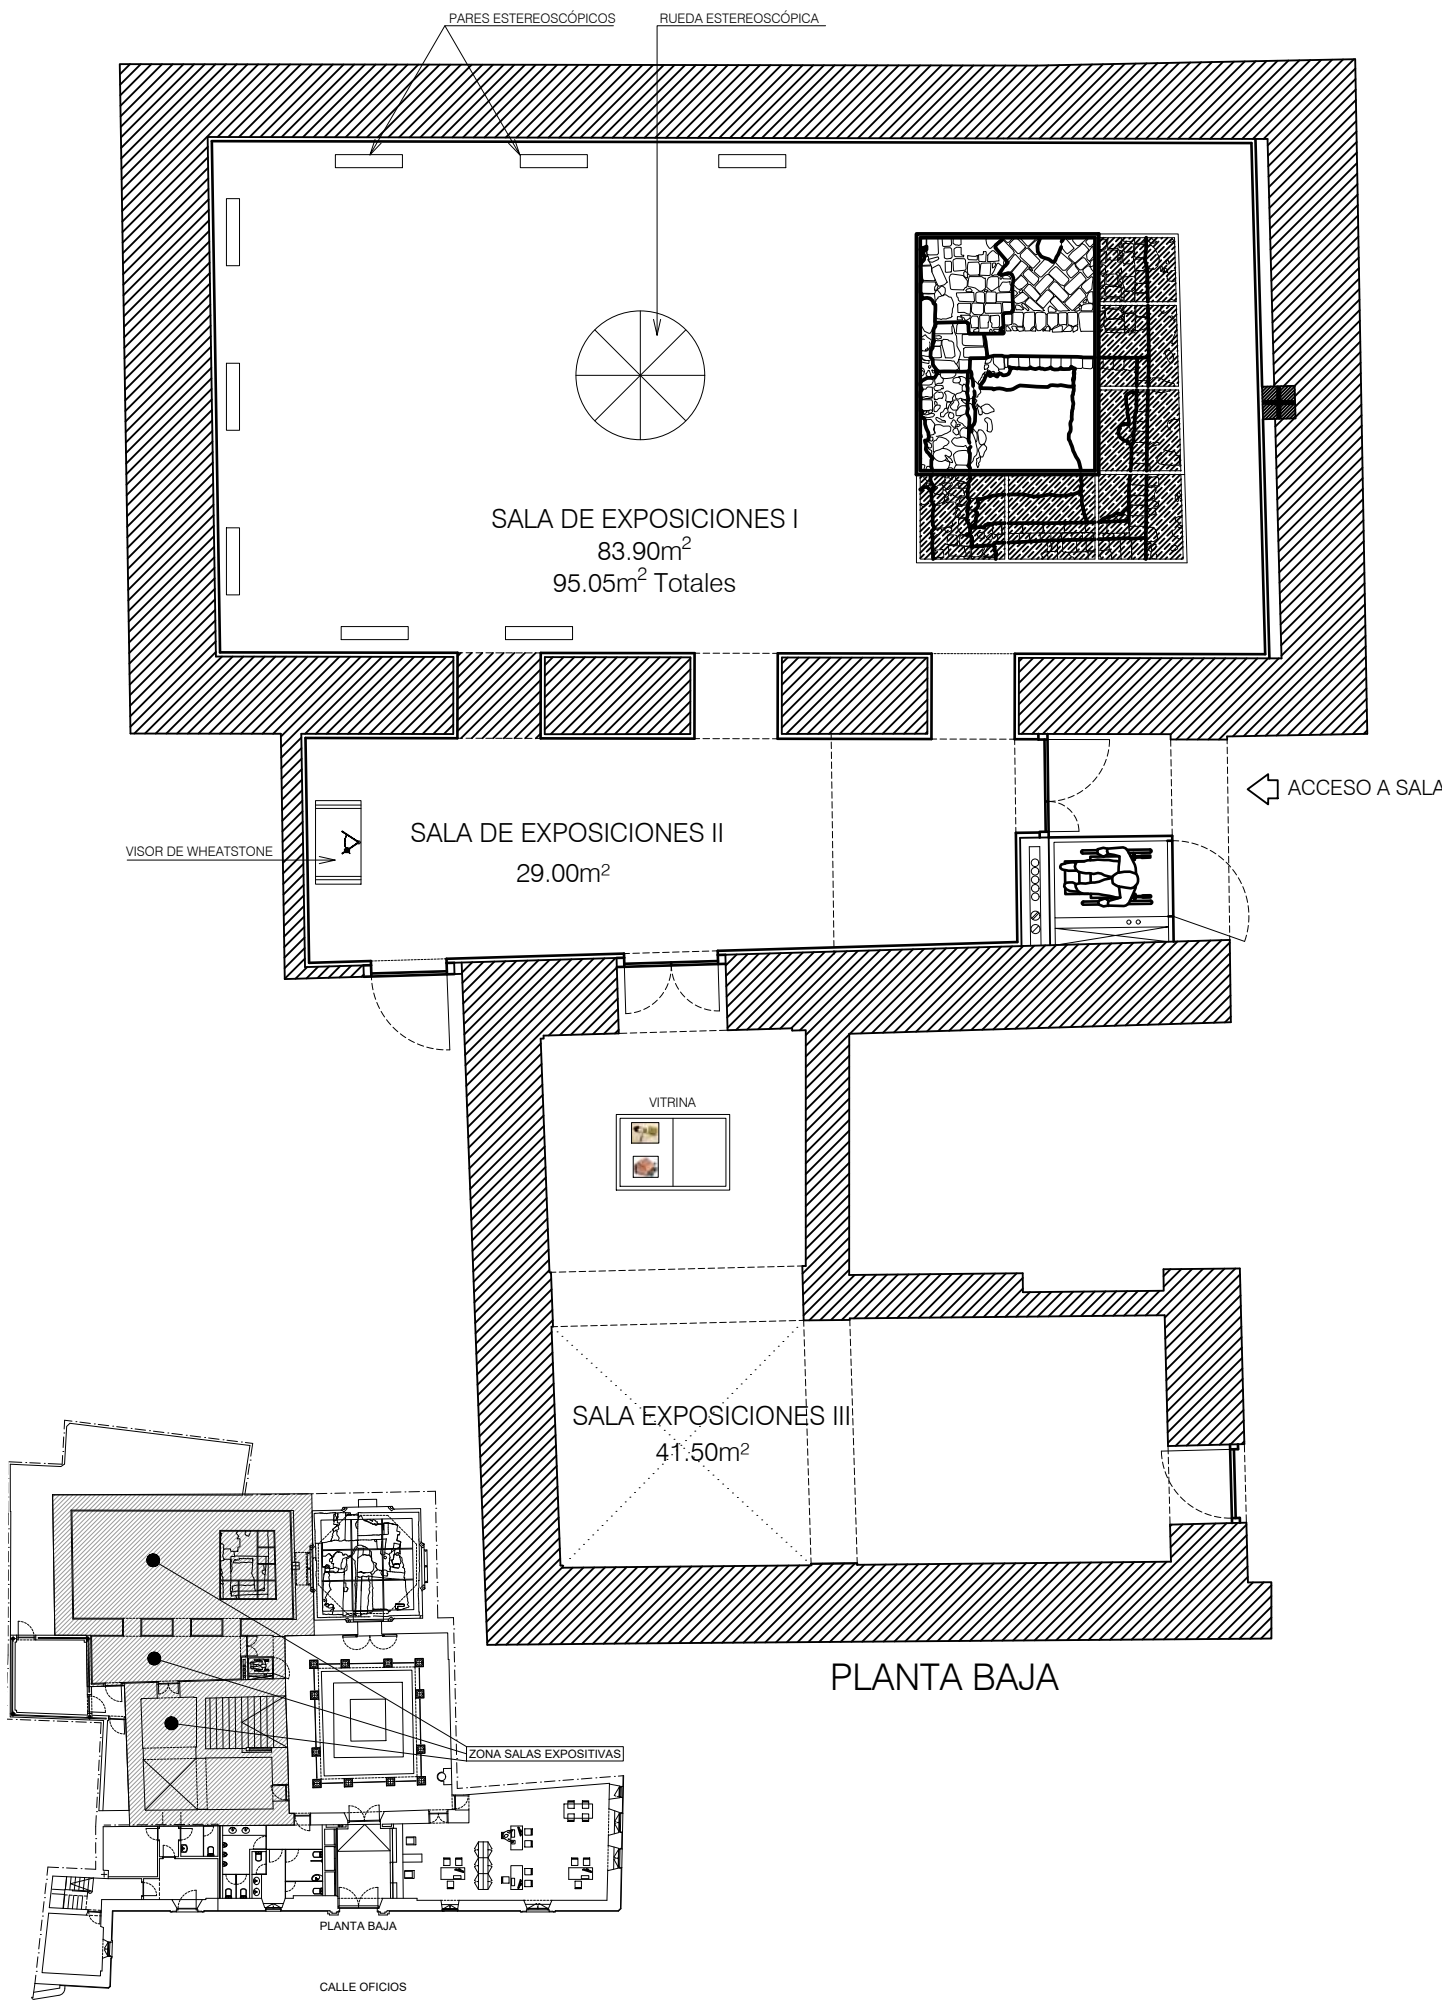 PARES ESTEREOSCÓPICOS
RUEDA ESTEREOSCÓPICA
SALA DE EXPOSICIONES I
83.90m²
95.05m² Totales
ACCESO A SALA
SALA DE EXPOSICIONES II
29.00m²
VISOR DE WHEATSTONE
VITRINA
SALA EXPOSICIONES III
41.50m²
PLANTA BAJA
ZONA SALAS EXPOSITIVAS
PLANTA BAJA
CALLE OFICIOS